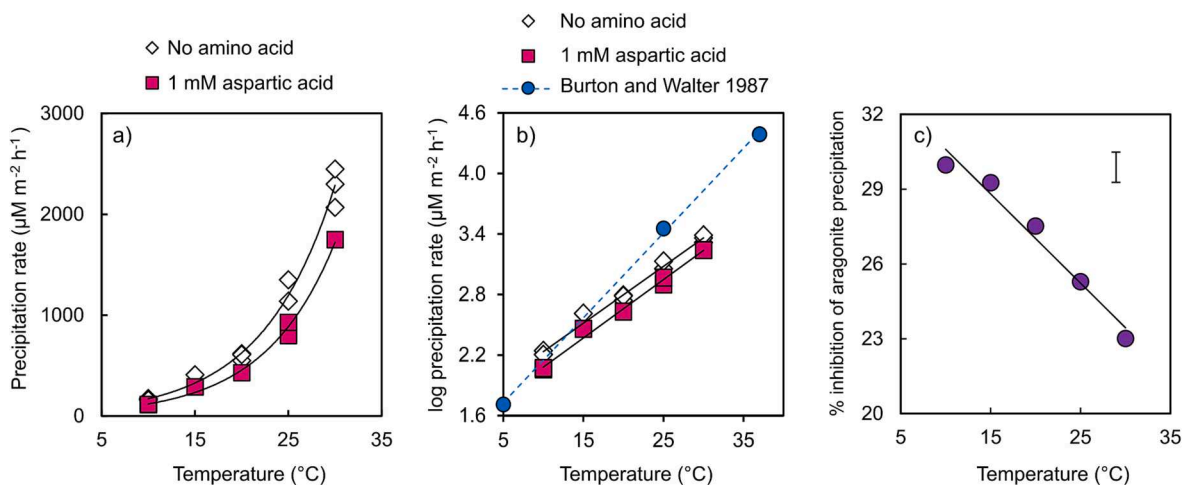 No amino acid
1 mM aspartic acid
a)
3000
2000
1000
0
Precipitation rate (µM m⁻² h⁻¹)
5
15
25
35
Temperature (°C)
No amino acid
1 mM aspartic acid
Burton and Walter 1987
b)
4.6
4.0
3.4
2.8
2.2
1.6
log precipitation rate (µM m⁻² h⁻¹)
5
15
25
35
Temperature (°C)
c)
32
29
26
23
20
% inhibition of aragonite precipitation
5
15
25
35
Temperature (°C)